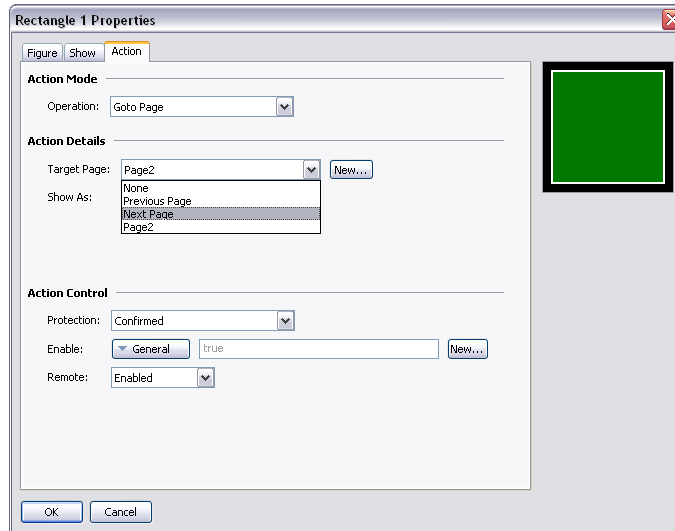 Rectangle 1 Properties
Figure Show Action
Action Mode
Operation: Goto Page
Action Details
Target Page: Page2 New...
Show As:
None
Previous Page
Next Page
Page2
Action Control
Protection: Confirmed
Enable: General true New...
Remote: Enabled
OK Cancel